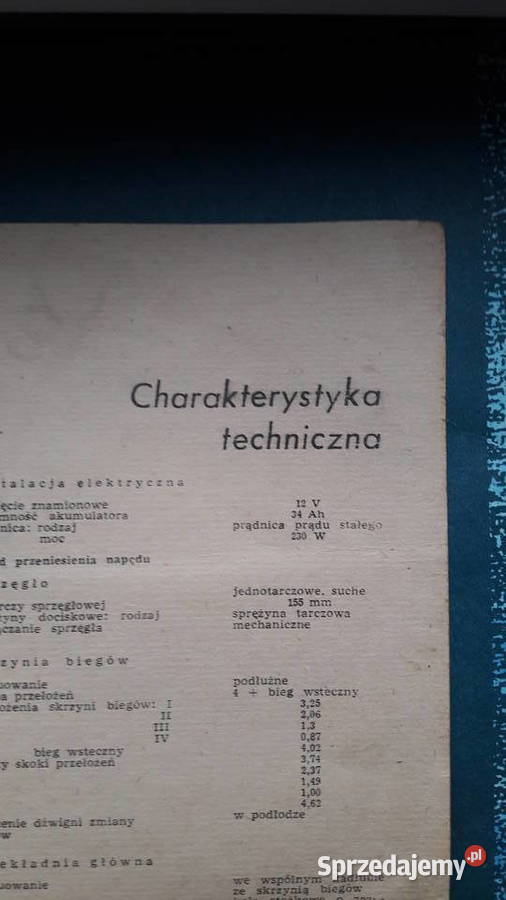 Charakterystyka
techniczna
talacja elektryczna
ęcie znamionowe 12 V
mność akumulatora 34 Ah
nica: rodzaj prądnica prądu stałego
moc 230 W
d przeniesienia napędu
zęgło
jednotarczowe, suche
rczy sprzęgłowej 155 mm
yny dociskowe: rodzaj sprężyna tarczowa
czanie sprzęgła mechaniczne
zynia biegów
uowanie podłużne
a przełożeń 4 + bieg wsteczny
ożenia skrzyni biegów: I 3,25
II 2,06
III 1,3
IV 0,87
bieg wsteczny 4,02
y skoki przełożeń 3,74
2,37
1,49
1,00
4,62
enie dźwigni zmiany w podłodze
ów
ekładnia główna
uowanie we wspólnym kadłubie
ze skrzynią biegów
Sprzedajemy.pl